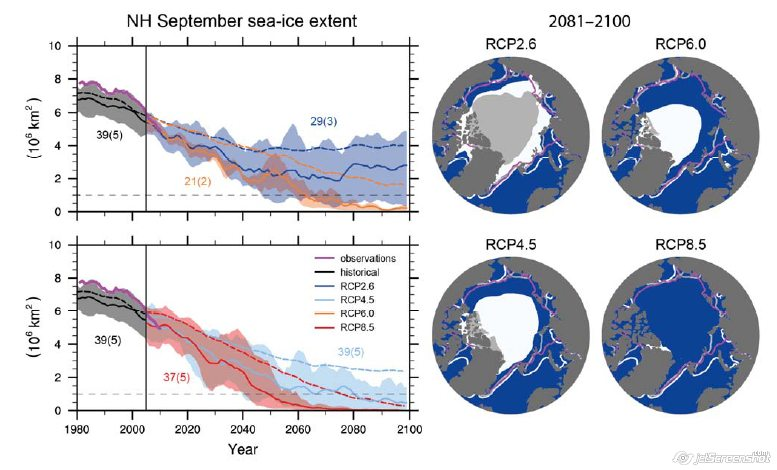 NH September sea-ice extent
2081–2100
RCP2.6
RCP6.0
10
8
6
4
2
0
(10⁶ km²)
39(5)
29(3)
21(2)
RCP4.5
RCP8.5
10
8
6
4
2
0
(10⁶ km²)
39(5)
37(5)
39(5)
observations
historical
RCP2.6
RCP4.5
RCP6.0
RCP8.5
1980 2000 2020 2040 2060 2080 2100
Year
jetScreenshot